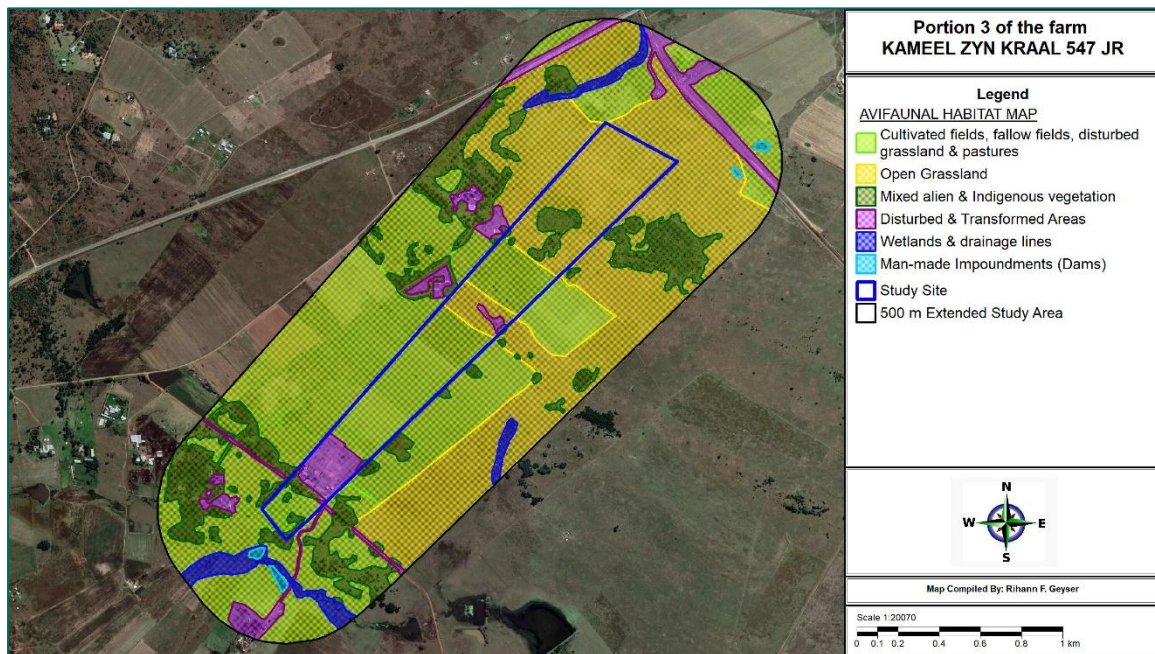 Portion 3 of the farm
KAMEEL ZYN KRAAL 547 JR
Legend
AVIFAUNAL HABITAT MAP
Cultivated fields, fallow fields, disturbed
grassland & pastures
Open Grassland
Mixed alien & Indigenous vegetation
Disturbed & Transformed Areas
Wetlands & drainage lines
Man-made Impoundments (Dams)
Study Site
500 m Extended Study Area
N
W E
S
Map Compiled By: Rihann F. Geyser
Scale 1:20070
0 0.1 0.2 0.4 0.6 0.8 1
km